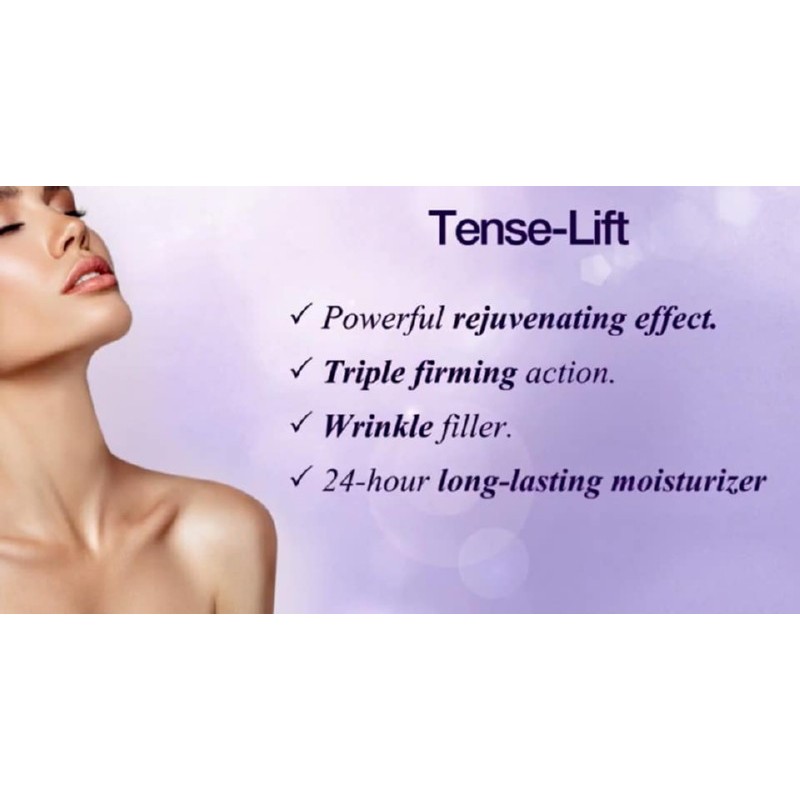 Tense-Lift
✓ Powerful rejuvenating effect.
✓ Triple firming action.
✓ Wrinkle filler.
✓ 24-hour long-lasting moisturizer